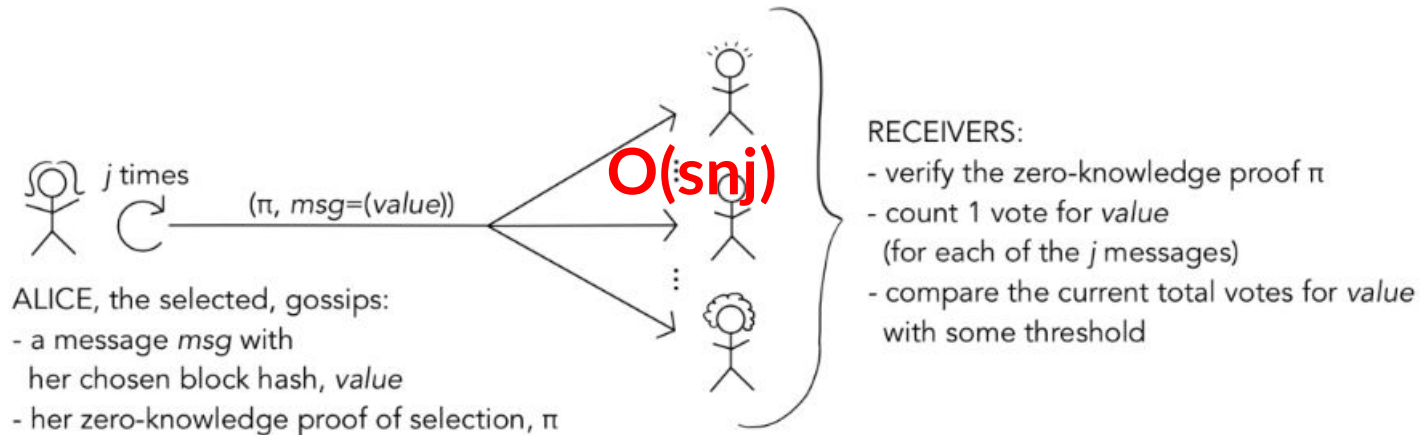 j times
(π, msg=(value))
ALICE, the selected, gossips:
- a message msg with
her chosen block hash, value
- her zero-knowledge proof of selection, π
⋮
O(snj)
⋮
RECEIVERS:
- verify the zero-knowledge proof π
- count 1 vote for value
(for each of the j messages)
- compare the current total votes for value
with some threshold